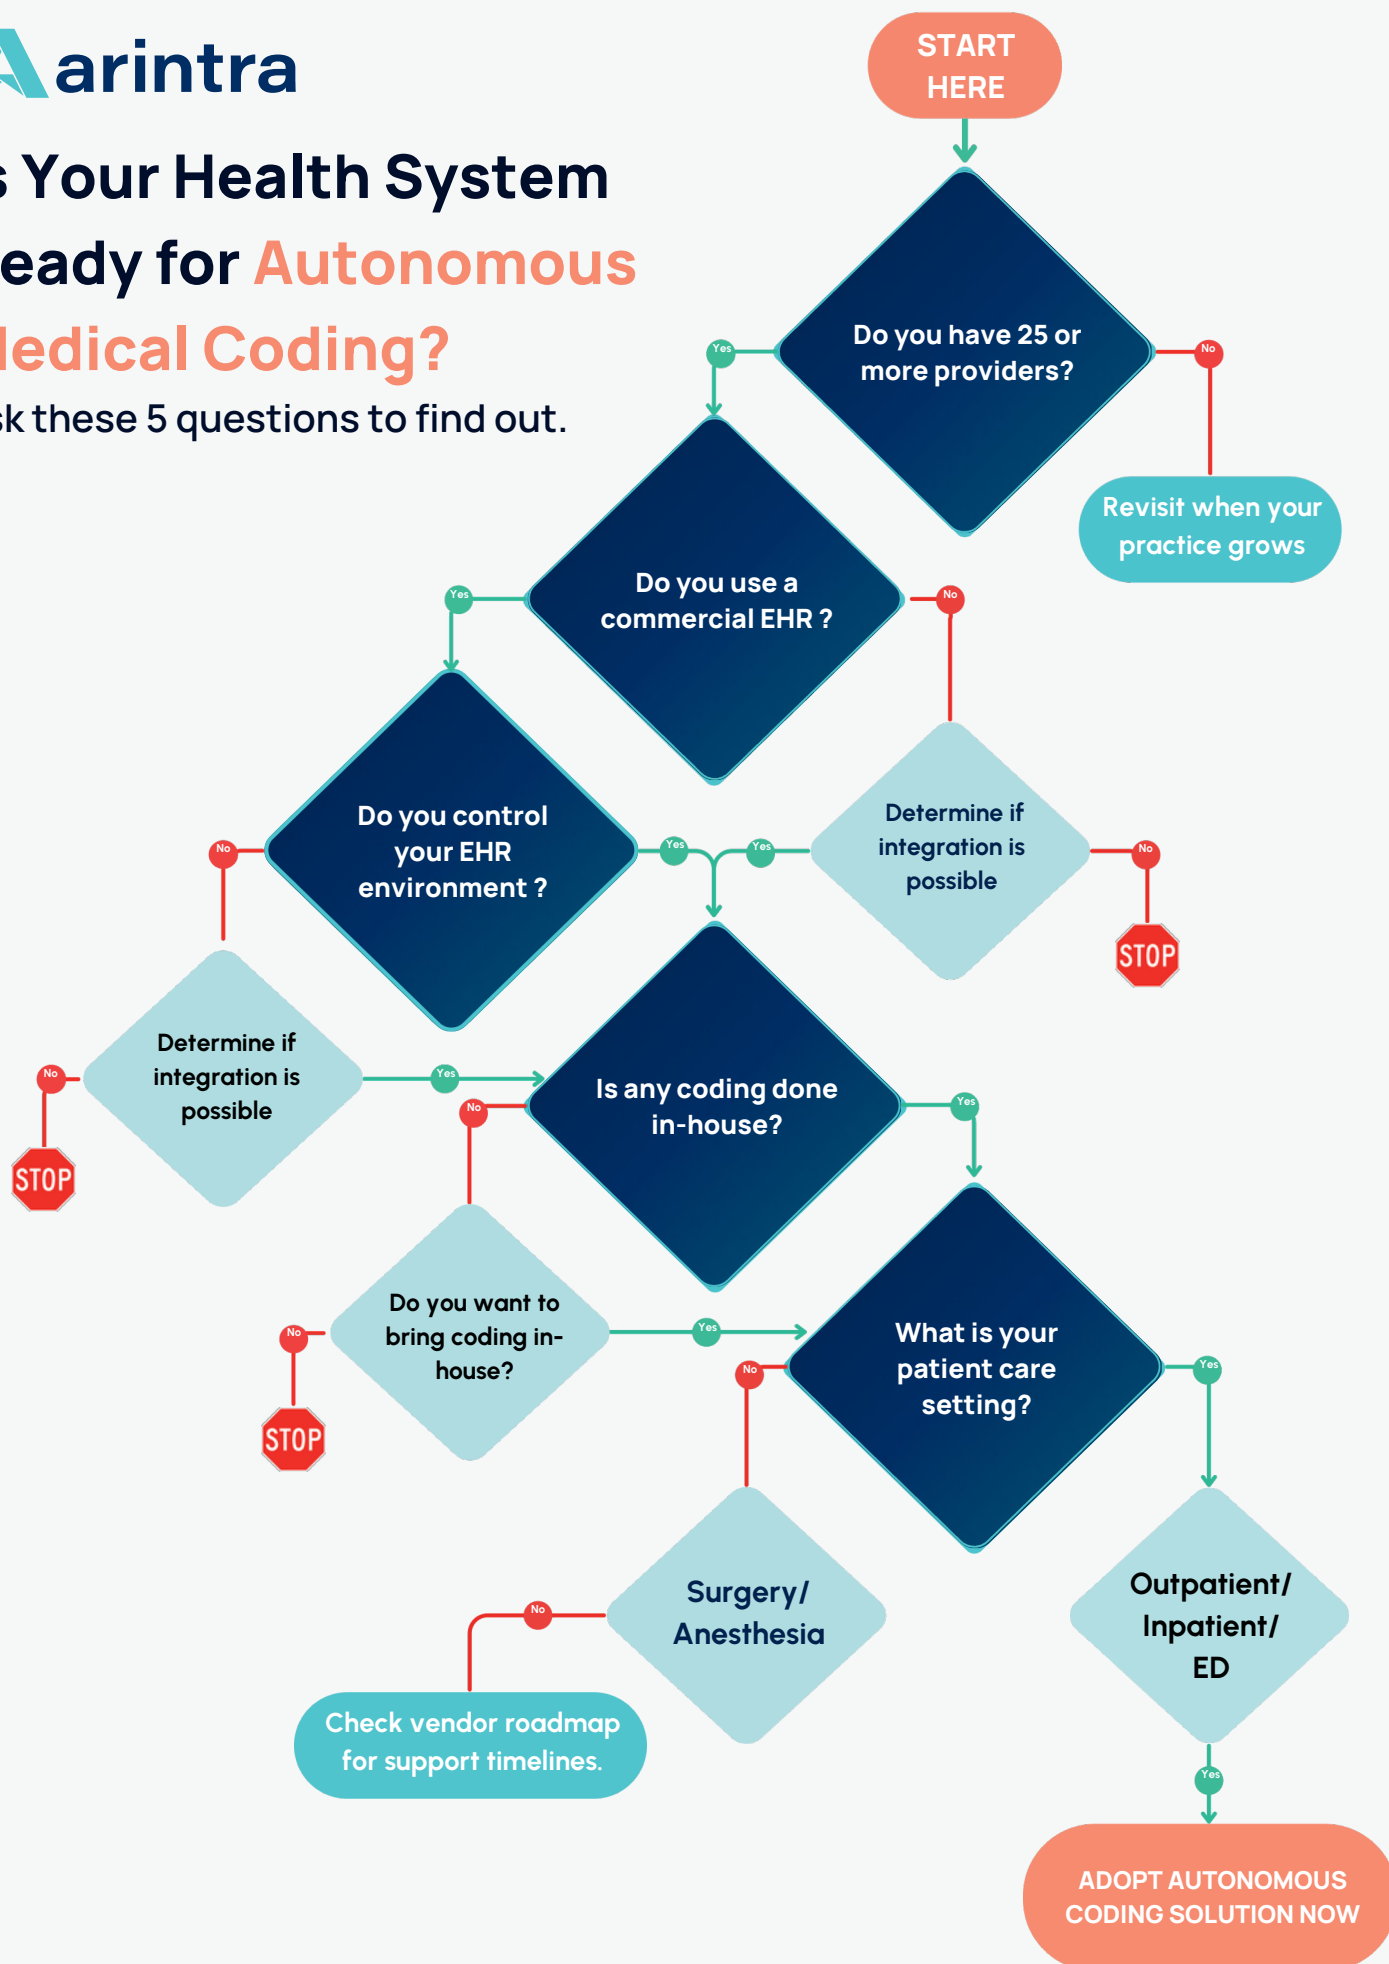 arintra
s Your Health System
eady for Autonomous
ledical Coding?
sk these 5 questions to find out.
START
HERE
Do you have 25 or
more providers?
Yes
No
Revisit when your
practice grows
Do you use a
commercial EHR ?
Yes
No
Do you control
your EHR
environment ?
No
Yes
Yes
Determine if
integration is
possible
No
STOP
Determine if
integration is
possible
No
STOP
Yes
Is any coding done
in-house?
No
Yes
Do you want to
bring coding in-
house?
No
STOP
Yes
What is your
patient care
setting?
No
Yes
Surgery/
Anesthesia
No
Check vendor roadmap
for support timelines.
Outpatient/
Inpatient/
ED
Yes
ADOPT AUTONOMOUS
CODING SOLUTION NOW